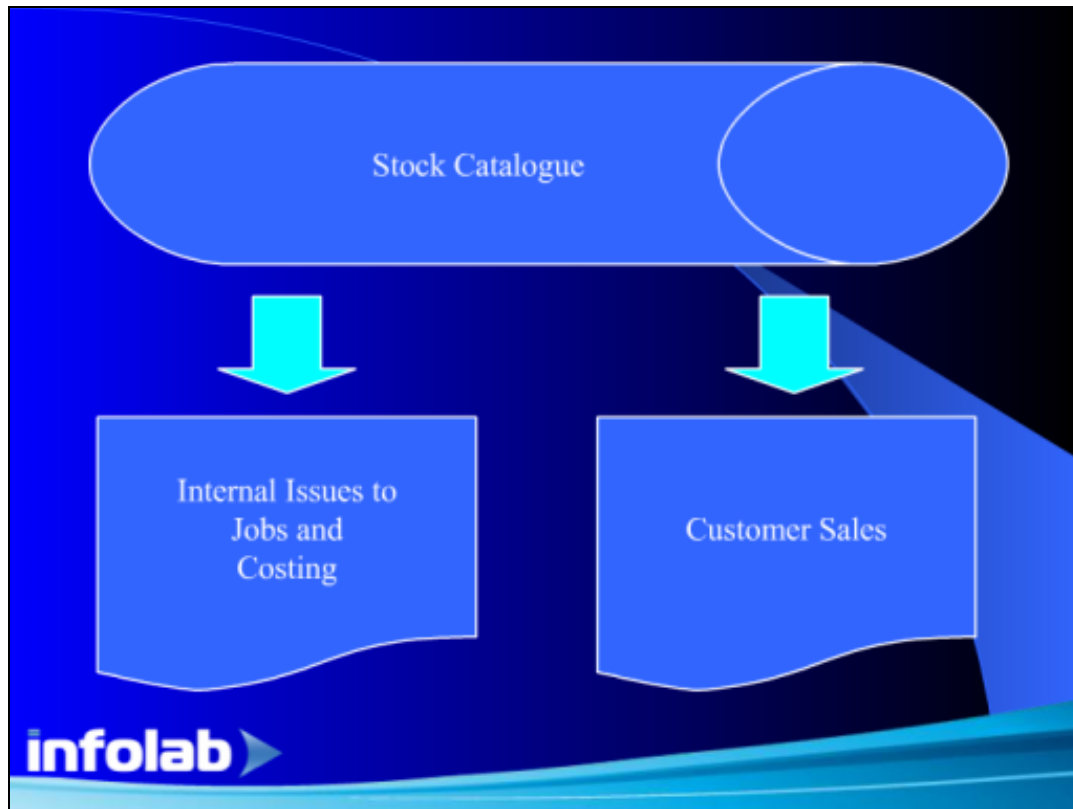 Stock Catalogue
Internal Issues to
Jobs and
Costing
Customer Sales
infolab